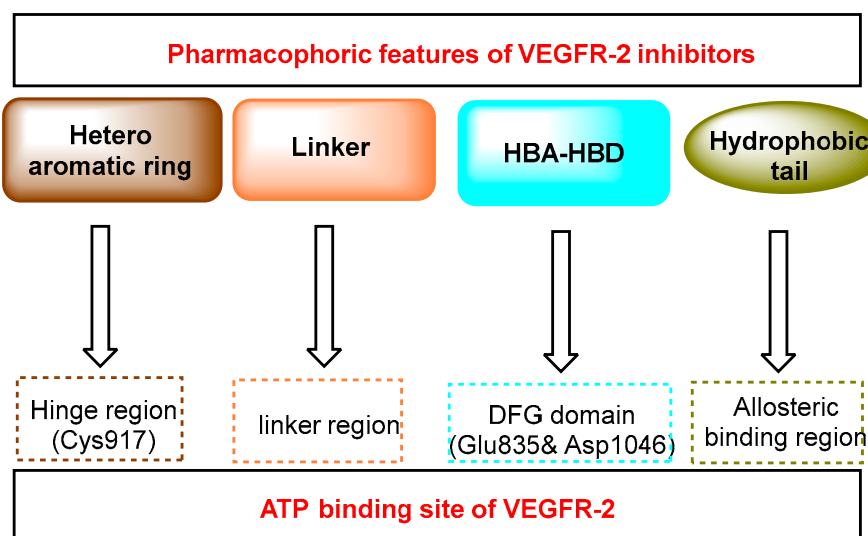 Pharmacophoric features of VEGFR-2 inhibitors
Hetero
aromatic ring
Linker
HBA-HBD
Hydrophobic
tail
Hinge region
(Cys917)
linker region
DFG domain
(Glu835& Asp1046)
Allosteric
binding region
ATP binding site of VEGFR-2